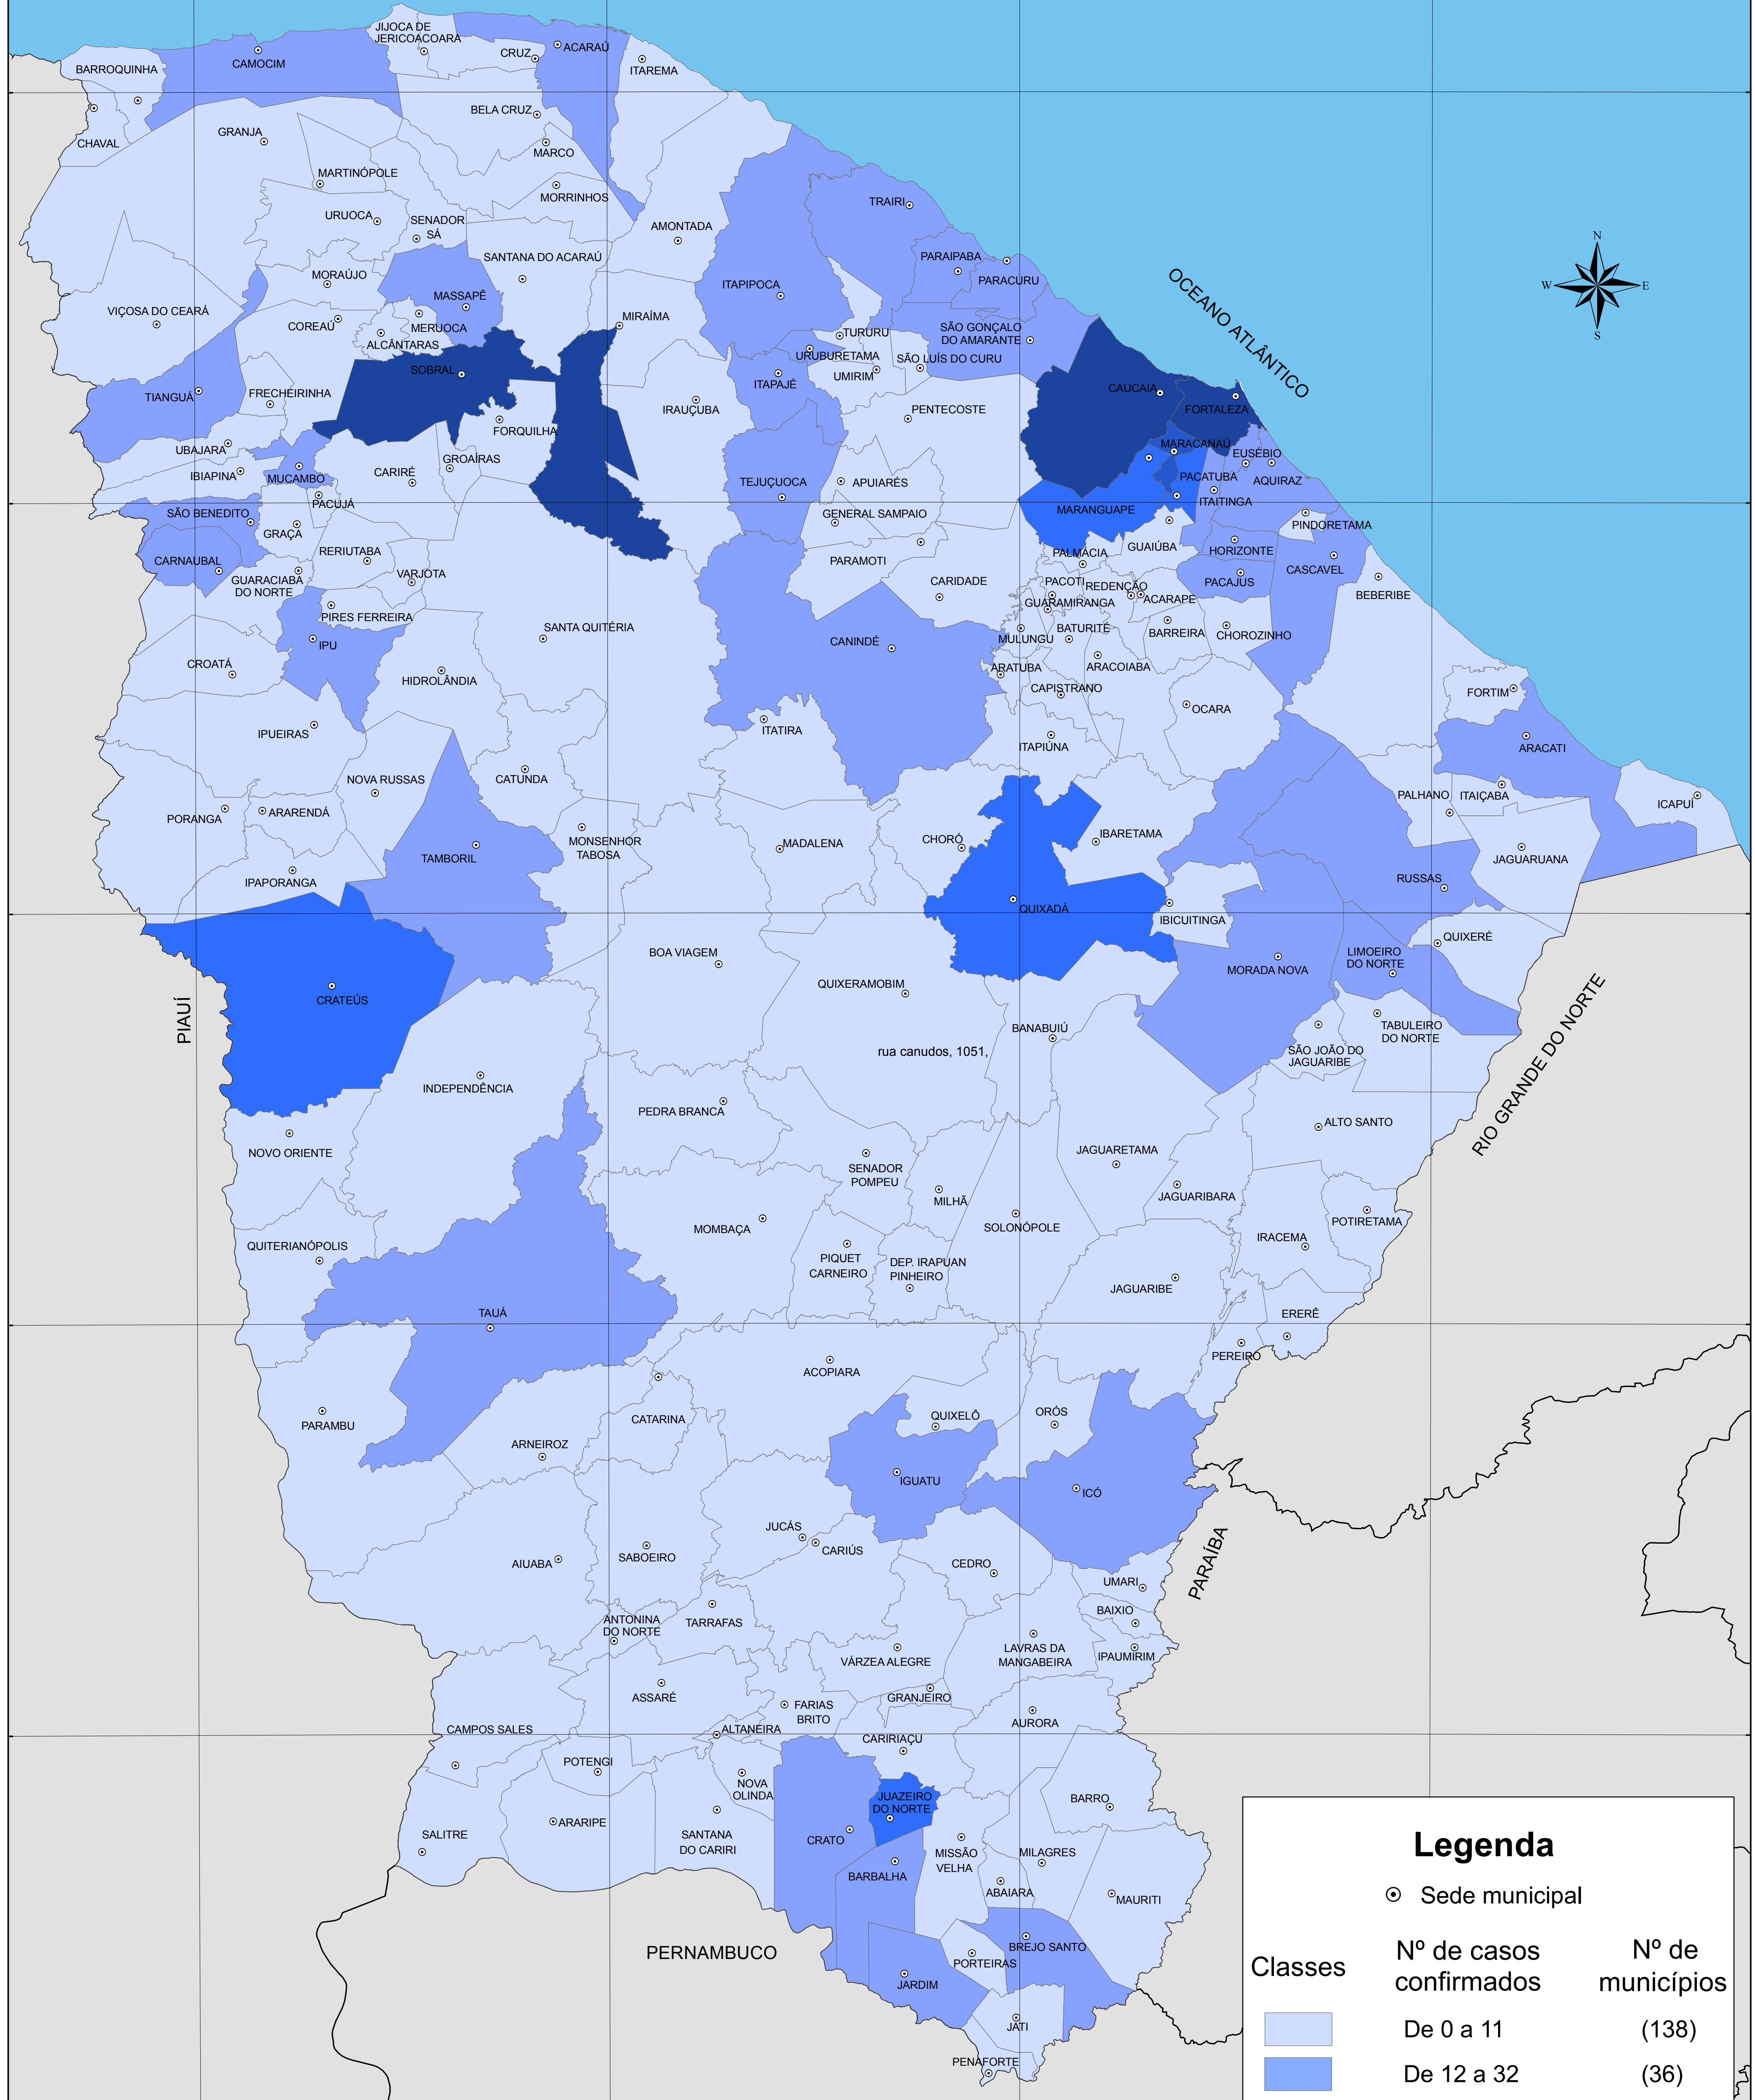 JIJOCA DE
JERICOACOARA
CRUZ
ACARAÚ
ITAREMA
BARROQUINHA
CAMOCIM
BELA CRUZ
CHAVAL
GRANJA
MARCO
MARTINÓPOLE
MORRINHOS
URUOCA
SENADOR
SÁ
AMONTADA
TRAIRI
N
W
E
S
SANTANA DO ACARAÚ
PARAIPABA
PARACURU
MORAÚJO
MASSAPÊ
ITAPIPOCA
OCEANO ATLÂNTICO
VIÇOSA DO CEARÁ
COREAÚ
MERUOCA
ALCÂNTARAS
MIRAÍMA
TURURU
SÃO GONÇALO
DO AMARANTE
URUBURETAMA
SÃO LUÍS DO CURU
SOBRAL
UMIRIM
ITAPAJÉ
TIANGUÁ
FRECHEIRINHA
IRAUÇUBA
PENTECOSTE
CAUCAIA
FORTALEZA
FORQUILHA
MARACANAÚ
UBAJARA
GROAÍRAS
EUSÉBIO
IBIAPINA
MUCAMBO
CARIRÉ
TEJUÇUOCA
APUIARÉS
PACATUBA
AQUIRAZ
PACUJÁ
ITAITINGA
SÃO BENEDITO
GENERAL SAMPAIO
MARANGUAPE
PINDORETAMA
GRAÇA
CARNAUBAL
RERIUTABA
PARAMOTI
PALMÁCIA
GUAIÚBA
HORIZONTE
CASCAVEL
GUARACIABA
DO NORTE
VARJOTA
CARIDADE
PACOTI
REDENÇÃO
PACAJUS
BEBERIBE
PIRES FERREIRA
GUARAMIRANGA
ACARAPE
IPU
SANTA QUITÉRIA
CANINDÉ
MULUNGU
BATURITÉ
BARREIRA
CHOROZINHO
CROATÁ
HIDROLÂNDIA
ARATUBA
ARACOIABA
CAPISTRANO
FORTIM
OCARA
IPUEIRAS
ITATIRA
ITAPIÚNA
ARACATI
NOVA RUSSAS
CATUNDA
PALHANO
ITAIÇABA
ICAPUÍ
PORANGA
ARARENDÁ
MONSENHOR
TABOSA
MADALENA
CHORÓ
IBARETAMA
TAMBORIL
JAGUARUANA
IPAPORANGA
RUSSAS
QUIXADÁ
IBICUITINGA
QUIXERÉ
BOA VIAGEM
LIMOEIRO
DO NORTE
MORADA NOVA
CRATEÚS
QUIXERAMOBIM
PIAUÍ
BANABUIÚ
TABULEIRO
DO NORTE
rua canudos, 1051,
SÃO JOÃO DO
JAGUARIBE
RIO GRANDE DO NORTE
INDEPENDÊNCIA
PEDRA BRANCA
ALTO SANTO
NOVO ORIENTE
JAGUARETAMA
SENADOR
POMPEU
MILHÃ
JAGUARIBARA
MOMBAÇA
SOLONÓPOLE
POTIRETAMA
QUITERIANÓPOLIS
IRACEMA
PIQUET
CARNEIRO
DEP. IRAPUAN
PINHEIRO
JAGUARIBE
TAUÁ
ERERÊ
PEREIRO
ACOPIARA
PARAMBU
CATARINA
QUIXELÔ
ORÓS
ARNEIROZ
IGUATU
ICÓ
JUCÁS
CARIÚS
AIUABA
SABOEIRO
CEDRO
PARAÍBA
UMARI
BAIXIO
ANTONINA
DO NORTE
TARRAFAS
VÁRZEA ALEGRE
LAVRAS DA
MANGABEIRA
IPAUMIRIM
ASSARÉ
FARIAS
BRITO
GRANJEIRO
AURORA
CAMPOS SALES
ALTANEIRA
CARIRIAÇU
POTENGI
NOVA
OLINDA
JUAZEIRO
DO NORTE
BARRO
ARARIPE
SALITRE
SANTANA
DO CARIRI
CRATO
MISSÃO
VELHA
MILAGRES
BARBALHA
ABAIARA
MAURITI
PERNAMBUCO
BREJO SANTO
PORTEIRAS
JARDIM
JATI
PENAFORTE
Legenda
Sede municipal
Classes
Nº de casos
confirmados
Nº de
municípios
De 0 a 11
(138)
De 12 a 32
(36)